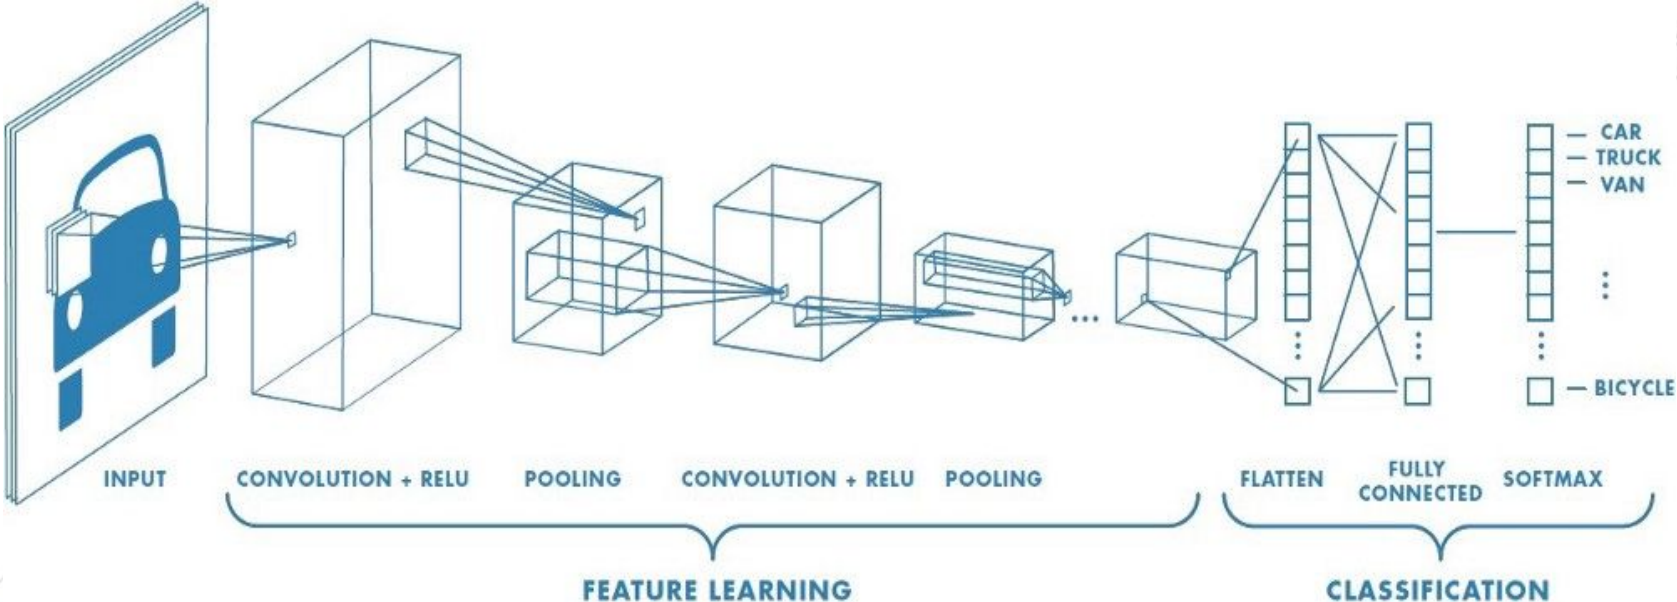 CAR
TRUCK
VAN
BICYCLE
INPUT
CONVOLUTION + RELU
POOLING
CONVOLUTION + RELU
POOLING
FLATTEN
FULLY
CONNECTED
SOFTMAX
FEATURE LEARNING
CLASSIFICATION